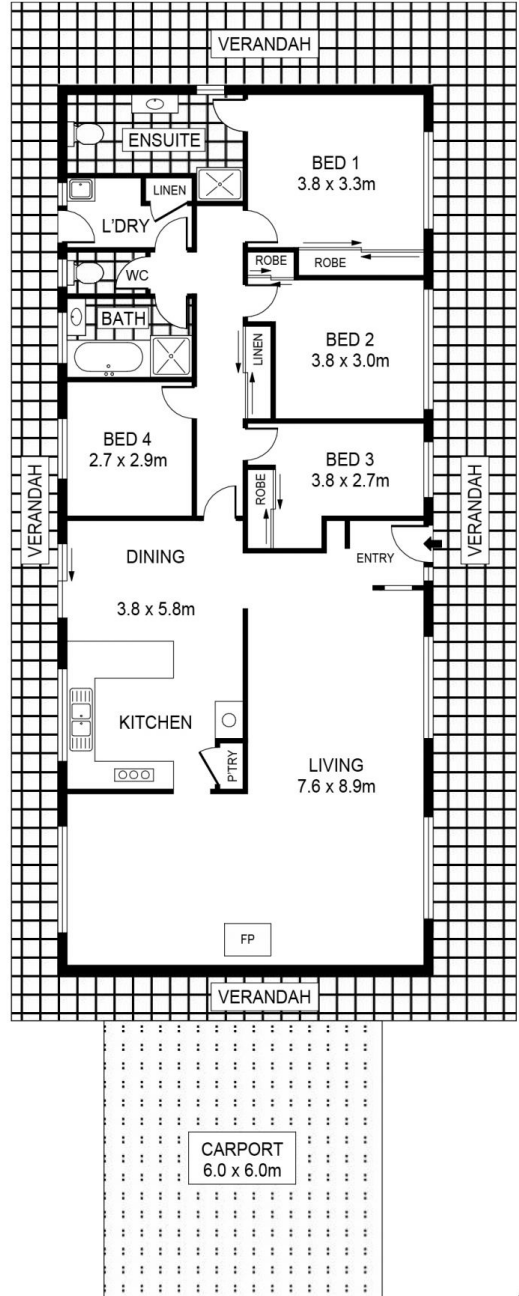 VERANDAH
ENSUITE
BED 1
3.8 x 3.3m
LINEN
L'DRY
ROBE
ROBE
WC
BATH
LINEN
BED 2
3.8 x 3.0m
BED 4
2.7 x 2.9m
BED 3
3.8 x 2.7m
ROBE
VERANDAH
VERANDAH
ENTRY
DINING
3.8 x 5.8m
KITCHEN
P'TRY
LIVING
7.6 x 8.9m
FP
VERANDAH
CARPORT
6.0 x 6.0m